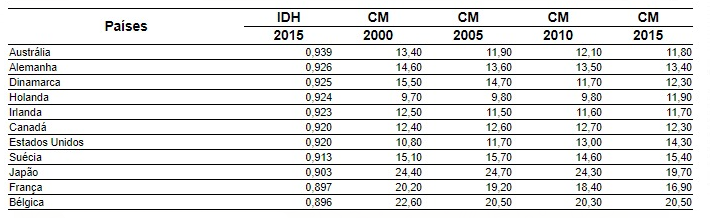 Países IDH CM CM CM CM
2015 2000 2005 2010 2015
Austrália 0,939 13,40 11,90 12,10 11,80
Alemanha 0,926 14,60 13,60 13,50 13,40
Dinamarca 0,925 15,50 14,70 11,70 12,30
Holanda 0,924 9,70 9,80 9,80 11,90
Irlanda 0,923 12,50 11,50 11,60 11,70
Canadá 0,920 12,40 12,60 12,70 12,30
Estados Unidos 0,920 10,80 11,70 13,00 14,30
Suécia 0,913 15,10 15,70 14,60 15,40
Japão 0,903 24,40 24,70 24,30 19,70
França 0,897 20,20 19,20 18,40 16,90
Bélgica 0,896 22,60 20,50 20,30 20,50